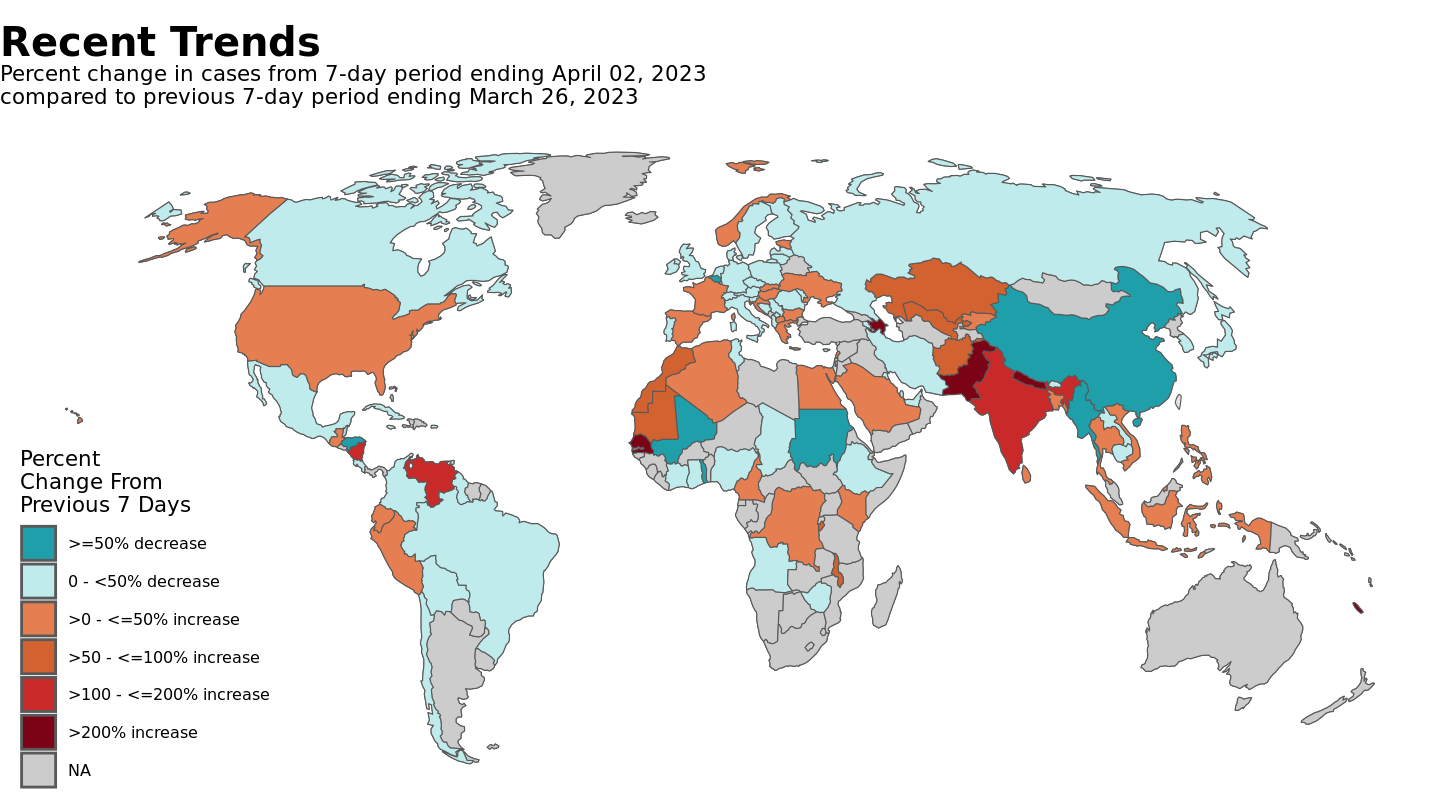 Recent Trends
Percent change in cases from 7-day period ending April 02, 2023
compared to previous 7-day period ending March 26, 2023
Percent
Change From
Previous 7 Days
>=50% decrease
0 - <50% decrease
>0 - <=50% increase
>50 - <=100% increase
>100 - <=200% increase
>200% increase
NA